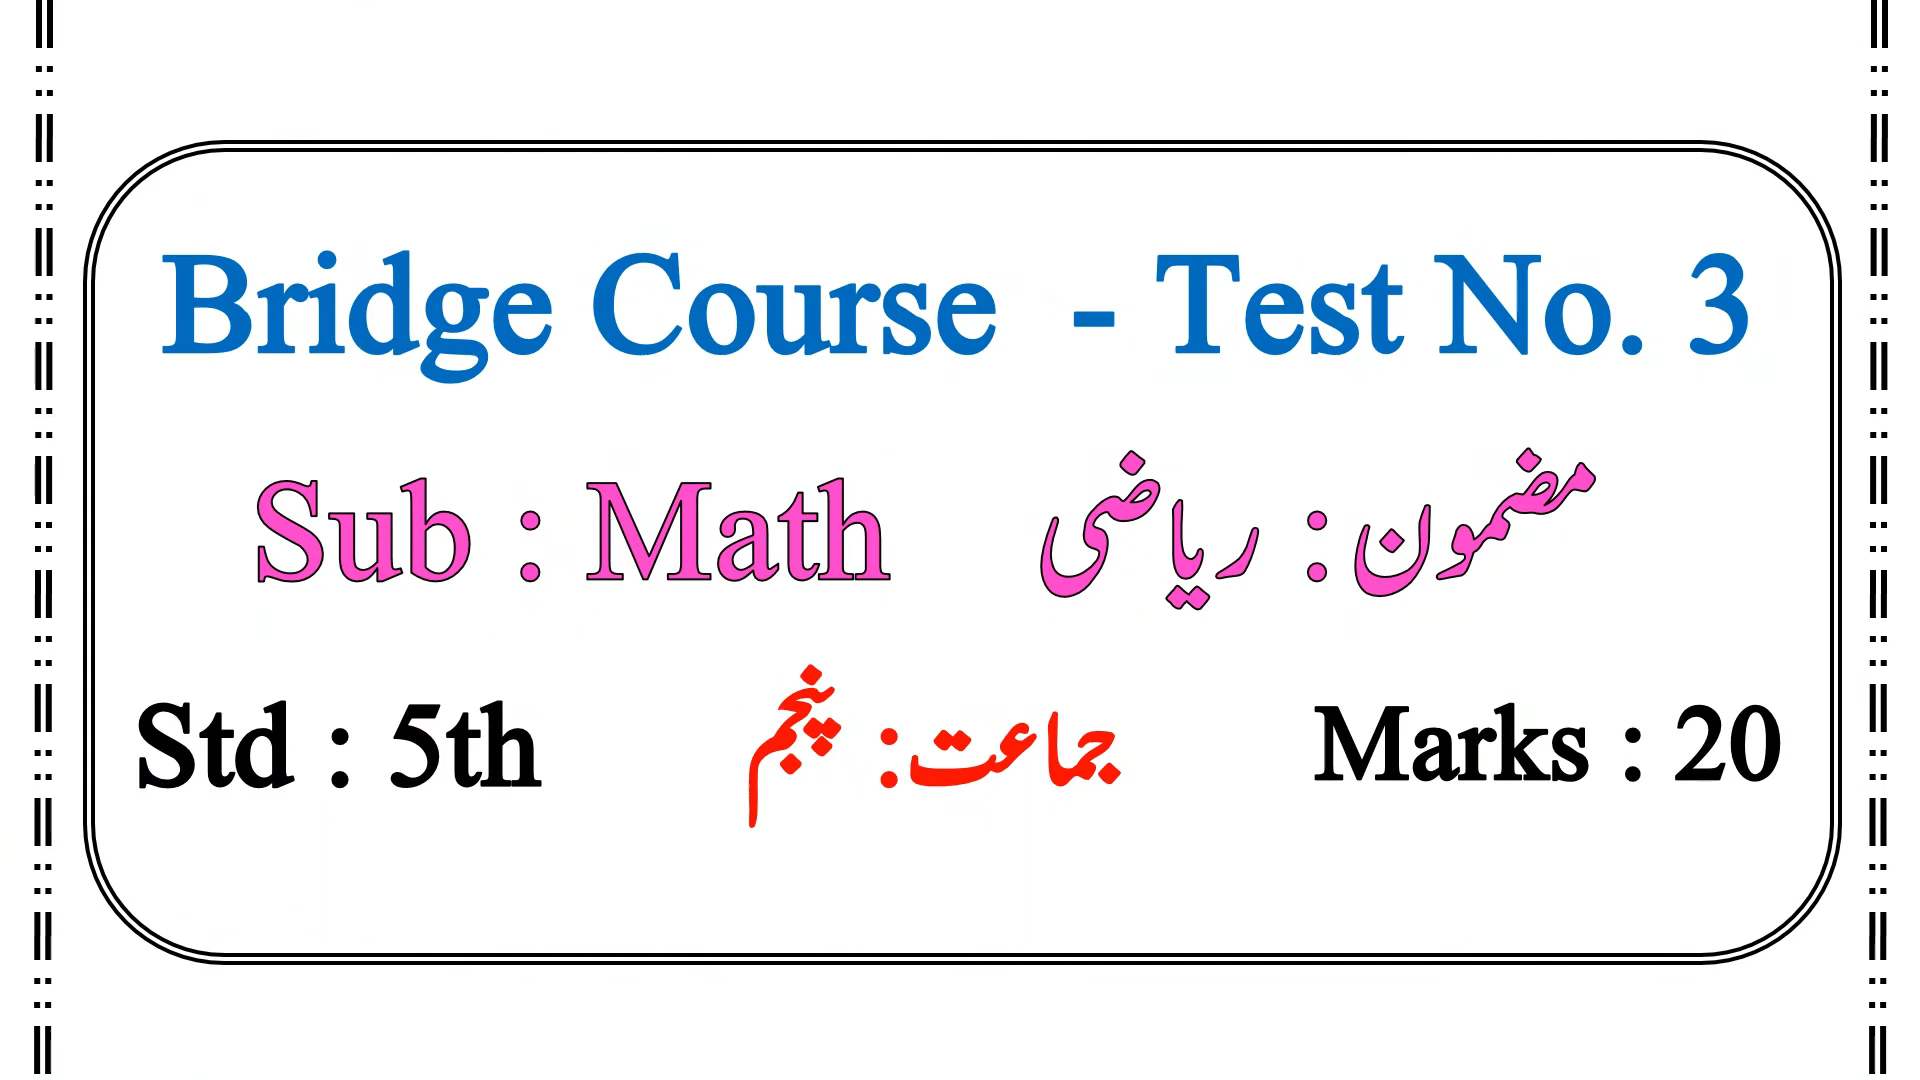 Bridge Course - Test No. 3
Sub : Math مضمون : ریاضی
Std : 5th جماعت : پنجم Marks : 20